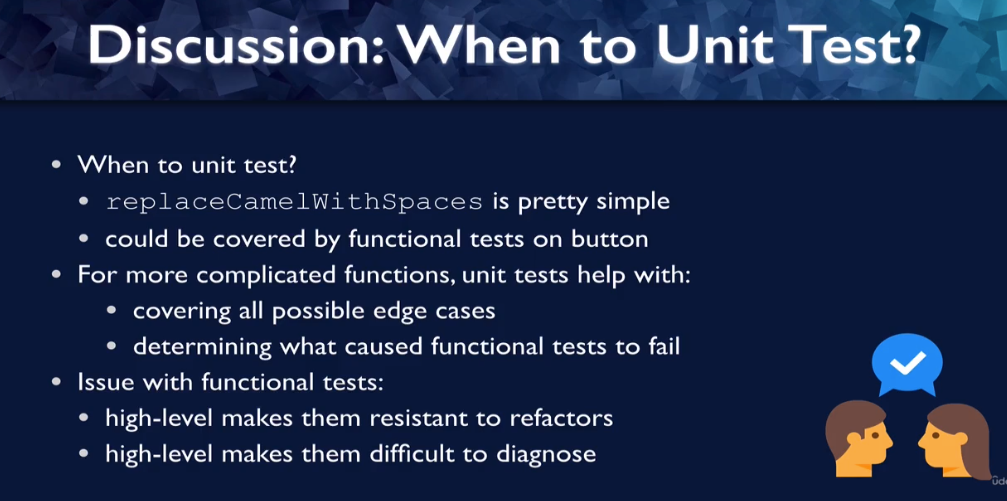 Discussion: When to Unit Test?
• When to unit test?
• replaceCamelWithSpaces is pretty simple
• could be covered by functional tests on button
• For more complicated functions, unit tests help with:
• covering all possible edge cases
• determining what caused functional tests to fail
• Issue with functional tests:
• high-level makes them resistant to refactors
• high-level makes them difficult to diagnose